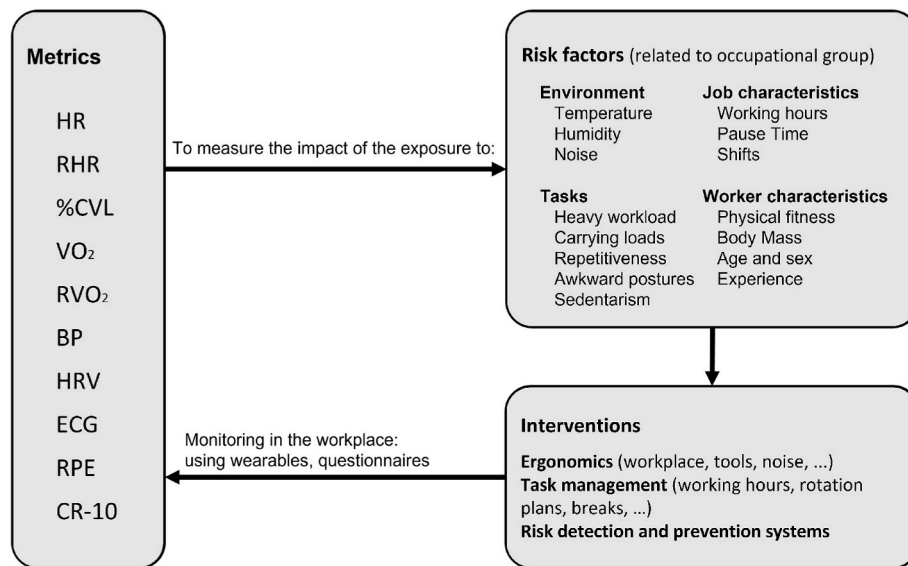 Metrics
HR
RHR
%CVL
VO₂
RVO₂
BP
HRV
ECG
RPE
CR-10
To measure the impact of the exposure to:
Risk factors (related to occupational group)
Environment
Temperature
Humidity
Noise
Job characteristics
Working hours
Pause Time
Shifts
Tasks
Heavy workload
Carrying loads
Repetitiveness
Awkward postures
Sedentarism
Worker characteristics
Physical fitness
Body Mass
Age and sex
Experience
Interventions
Ergonomics (workplace, tools, noise, ...)
Task management (working hours, rotation
plans, breaks, ...)
Risk detection and prevention systems
Monitoring in the workplace:
using wearables, questionnaires